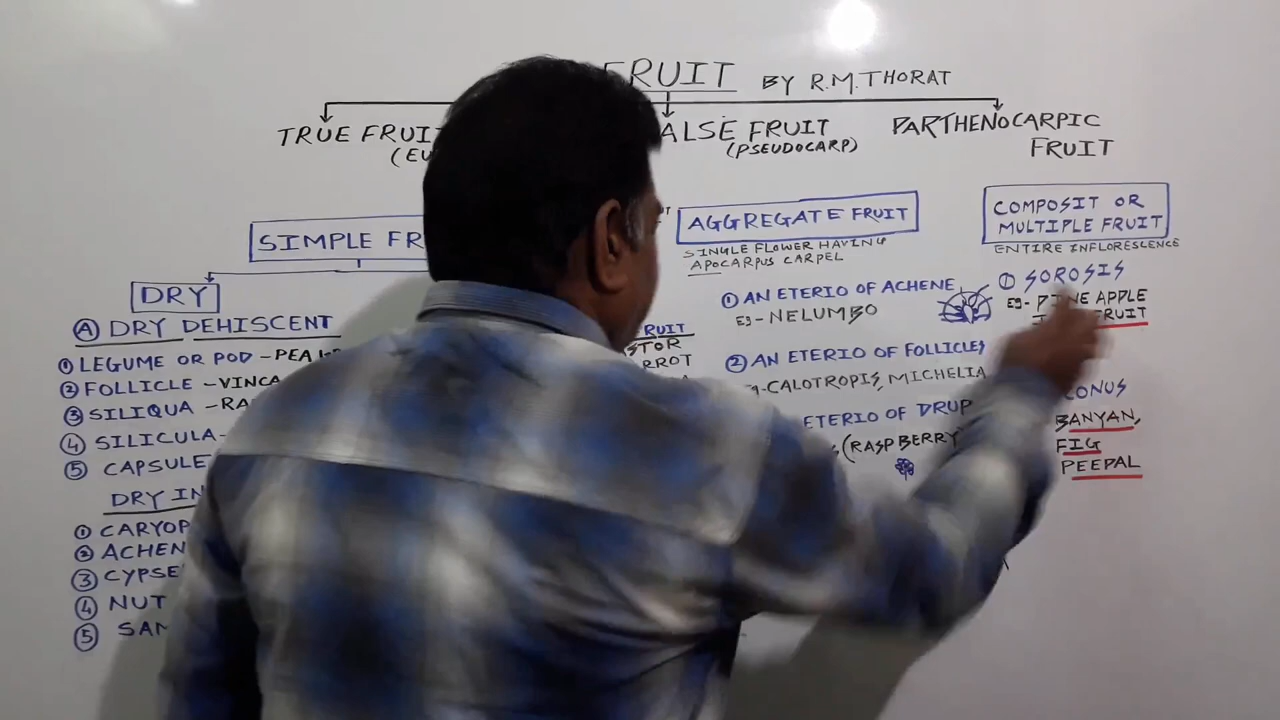 FRUIT BY R.M.THORAT
TRUE FRUIT
ALSE FRUIT
(PSEUDOCARP)
PARTHENOCARPIC
FRUIT
SIMPLE FR
DRY
Ⓐ DRY DEHISCENT
① LEGUME OR POD - PEA
② FOLLICLE - VINCA
③ SILIQUA - RA
④ SILICULA -
⑤ CAPSULE
DRY IN
① CARYOP
② ACHEN
③ CYPSE
④ NUT
⑤ SAM
RUIT
STOR
RROT
AGGREGATE FRUIT
SINGLE FLOWER HAVING
APOCARPUS CARPEL
① AN ETERIO OF ACHENE
EG - NELUMBO
② AN ETERIO OF FOLLICLES
CALOTROPIS, MICHELIA
ETERIO OF DRUP
(RASPBERRY
COMPOSIT OR
MULTIPLE FRUIT
ENTIRE INFLORESCENCE
① SOROSIS
EG - PINE APPLE
FRUIT
CONUS
BANYAN,
FIG
PEEPAL